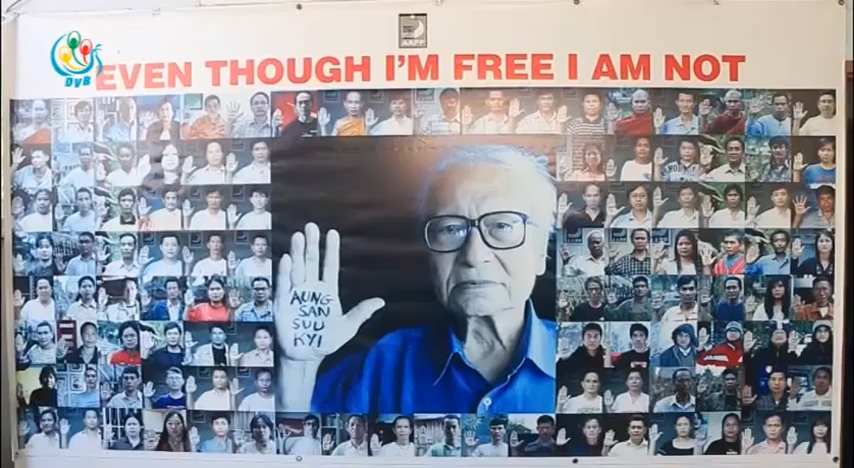 DVB
AAPP
EVEN THOUGH I'M FREE I AM NOT
AUNG
SAN
SUU
KYI